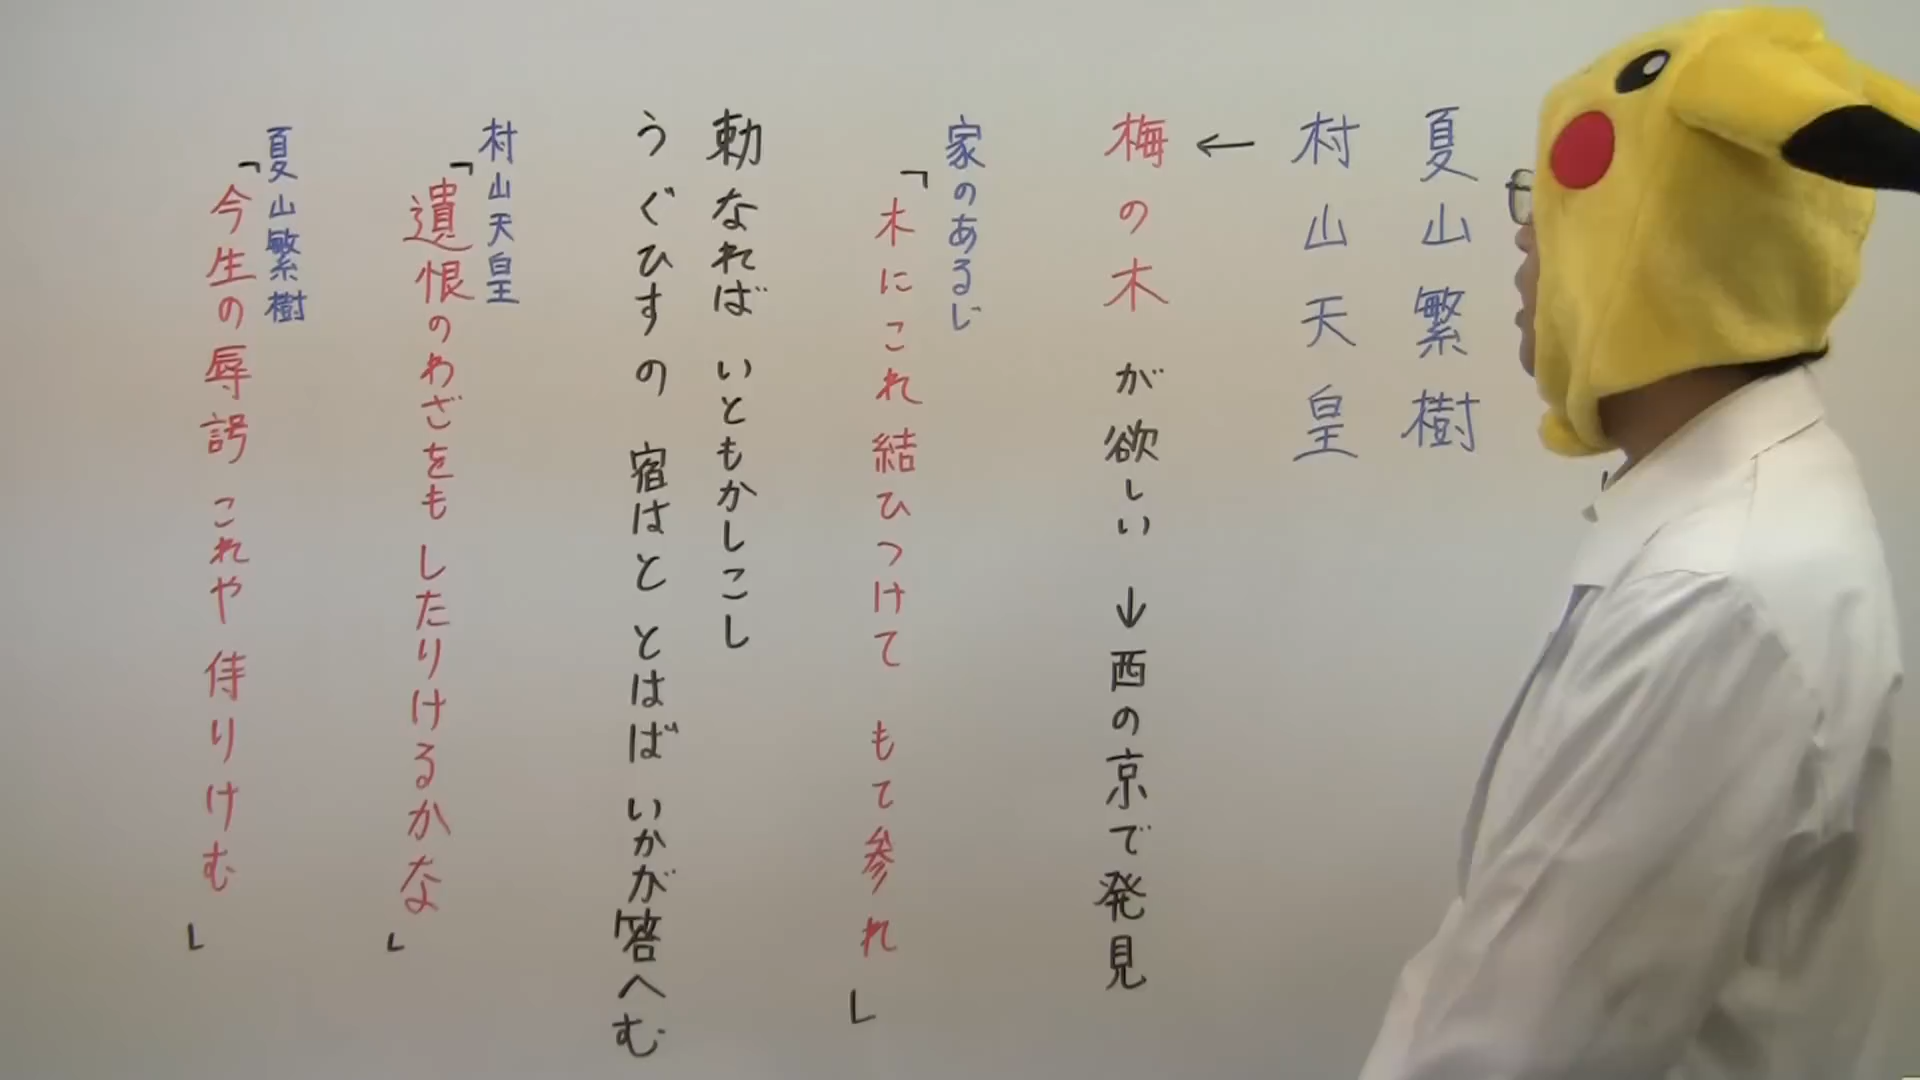 夏山繁樹
村山天皇
←
梅の木 が欲しい ↓西の京で発見
家のあるじ
「木にこれ結ひつけて もて参れ」
勅なれば いともかしこし
うぐひすの 宿はと とはば いかが答へむ
村山天皇
「遺恨のわざをも したりけるかな」
夏山繁樹
「今生の辱号 これや 侍りけむ」